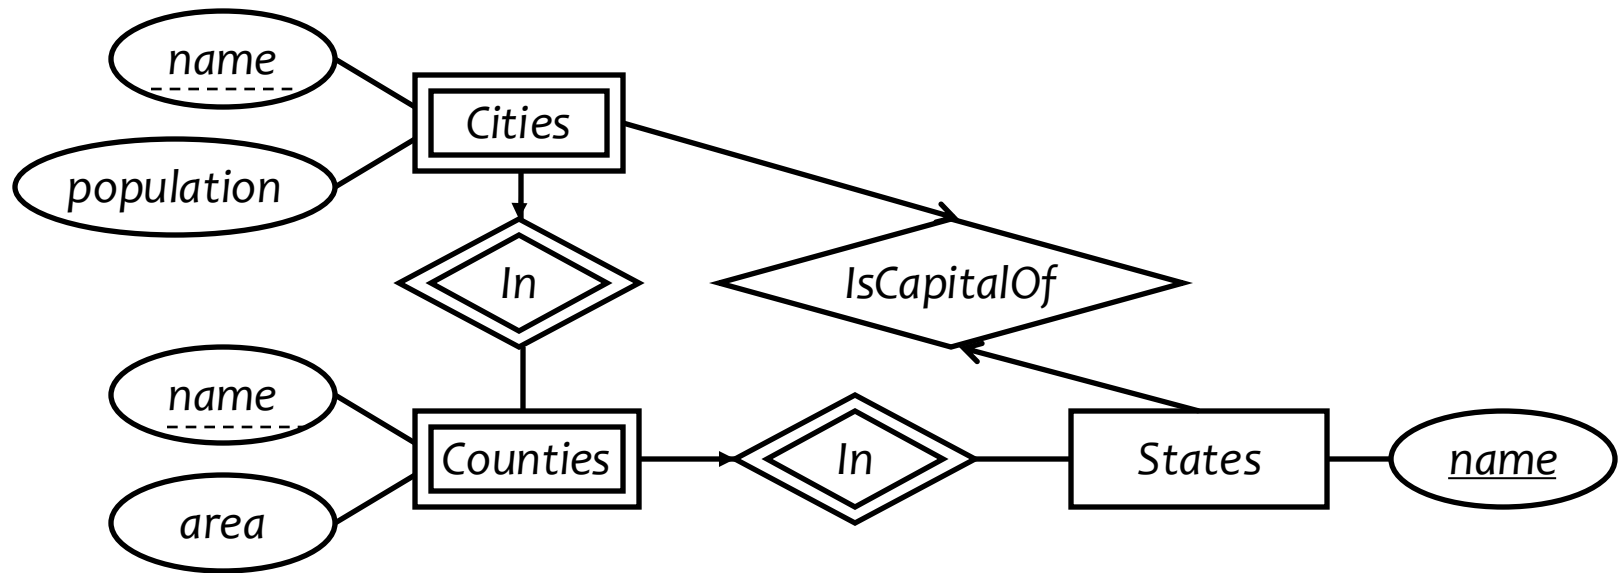 name
Cities
population
In
IsCapitalOf
name
Counties
In
States
name
area